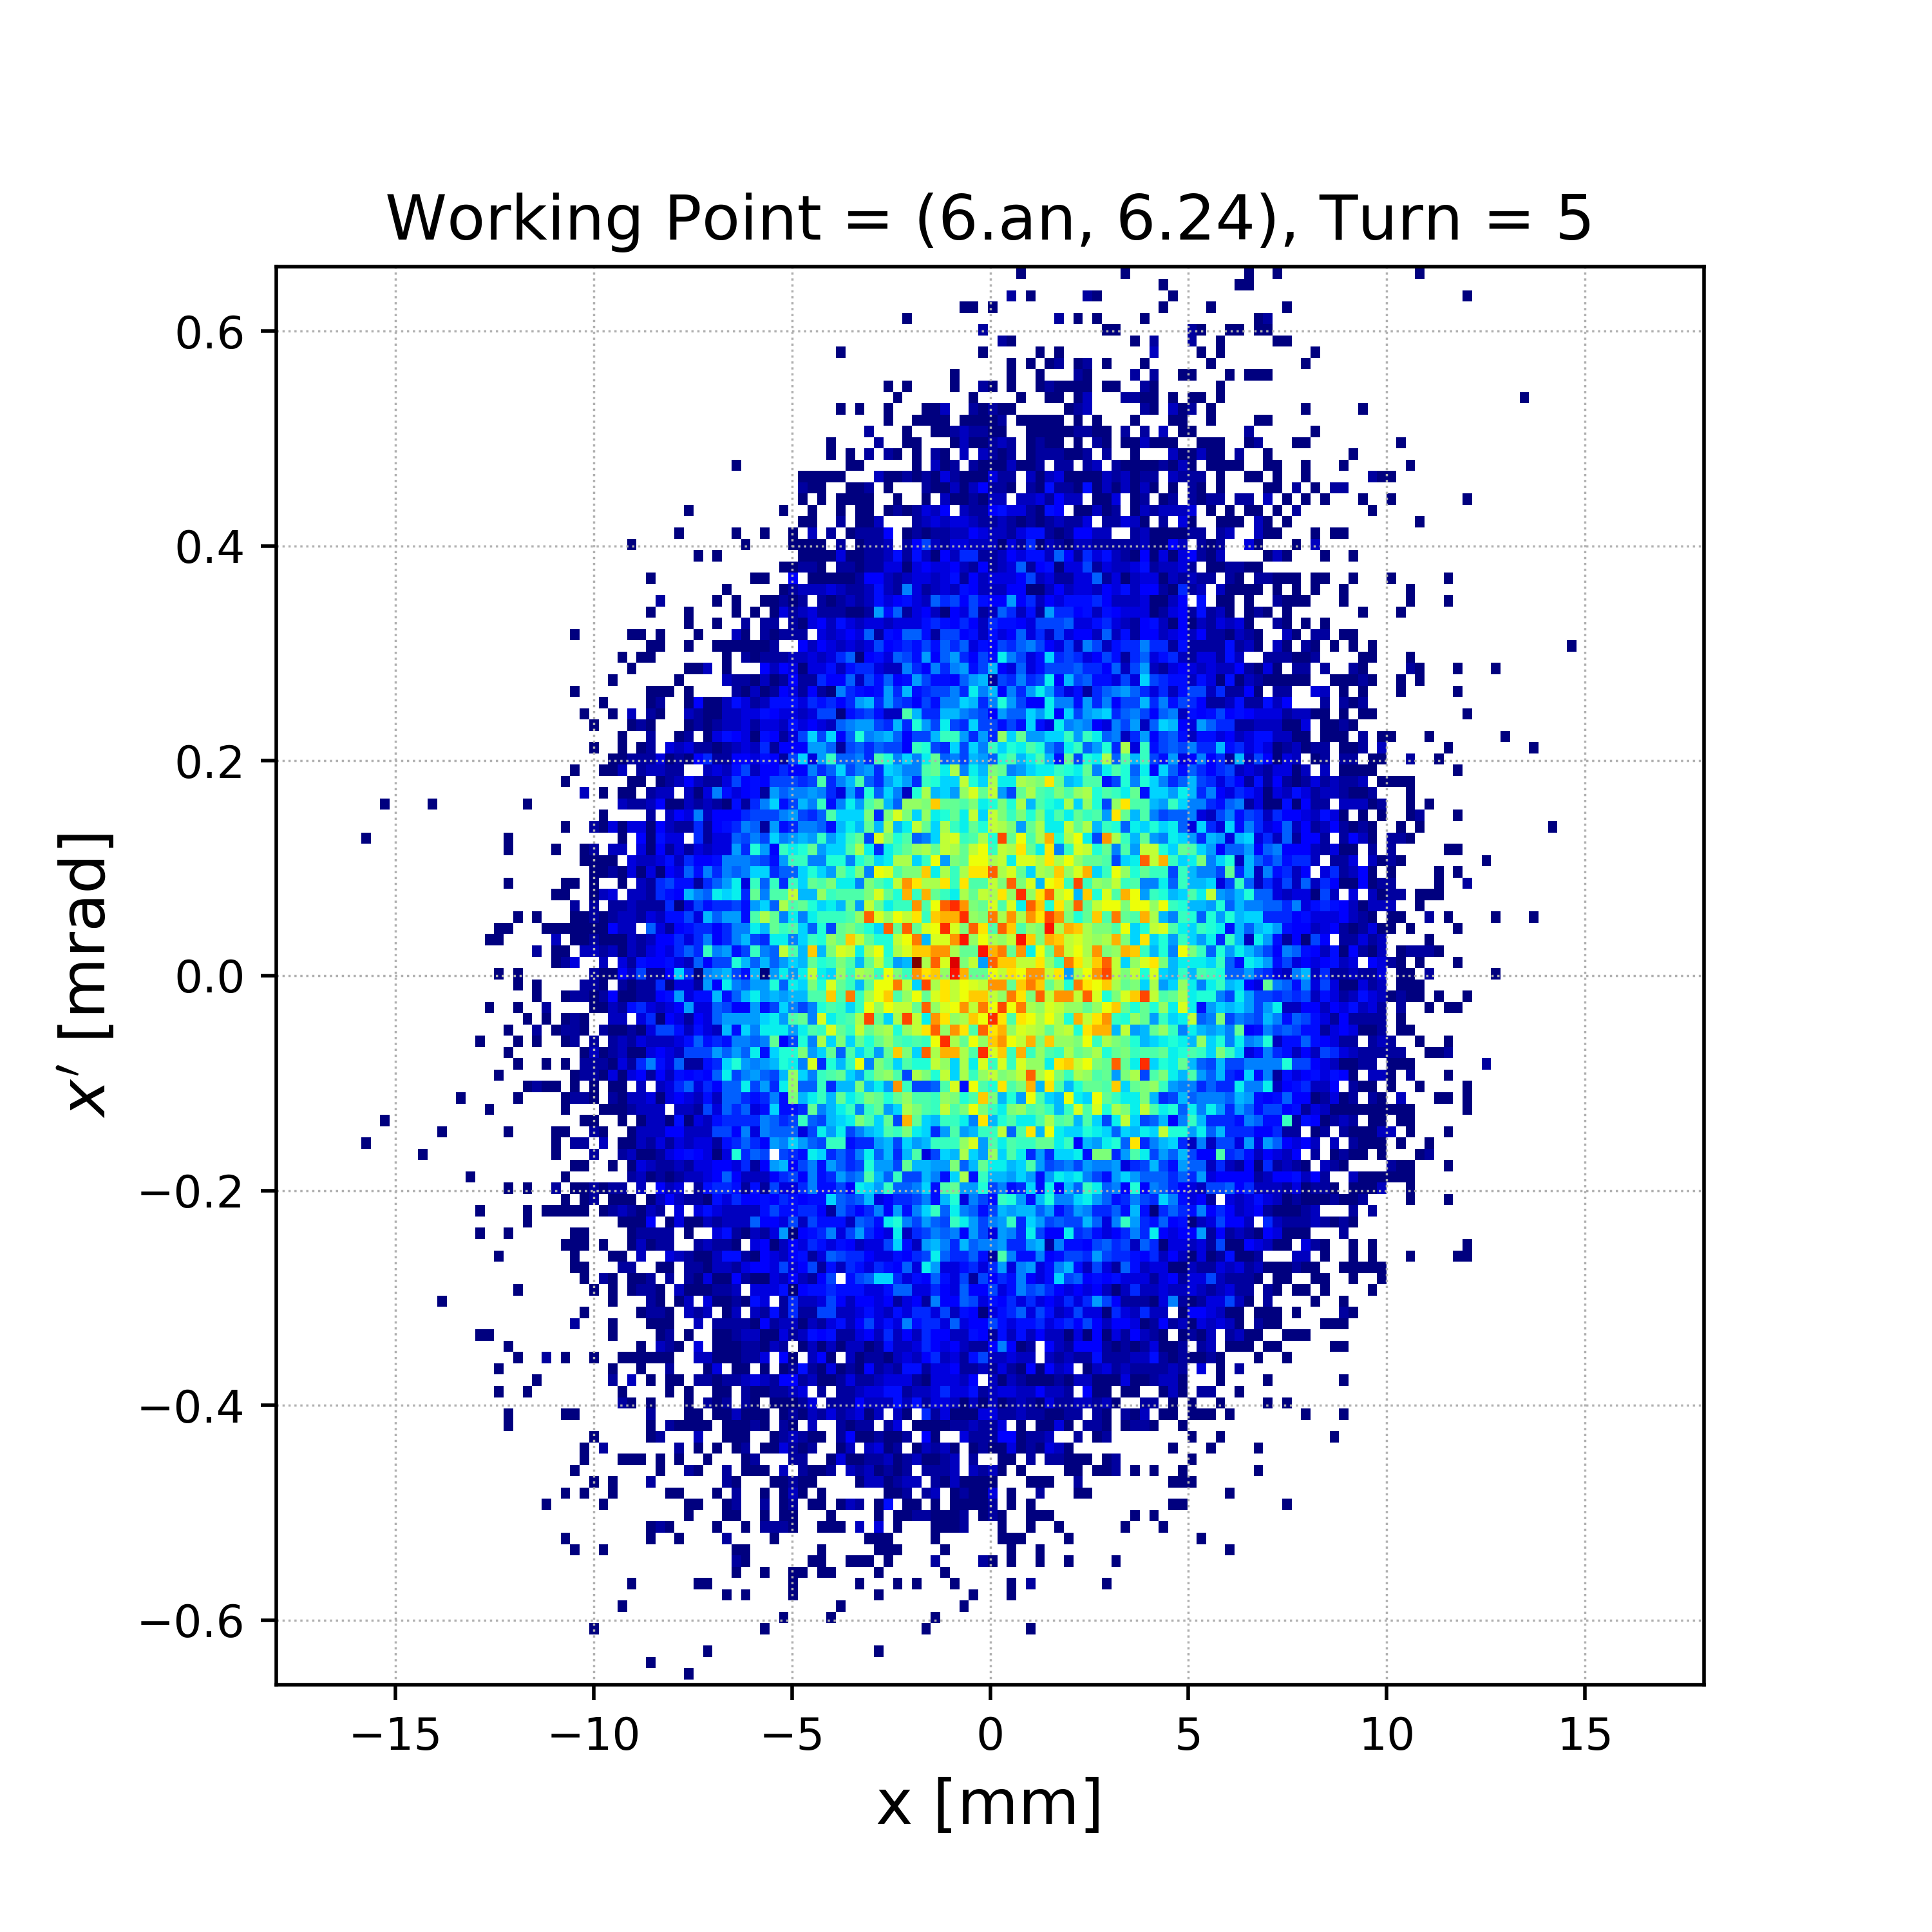 Working Point = (6.an, 6.24), Turn = 5
0.6
0.4
0.2
0.0
−0.2
−0.4
−0.6
x′ [mrad]
−15 −10 −5 0 5 10 15
x [mm]